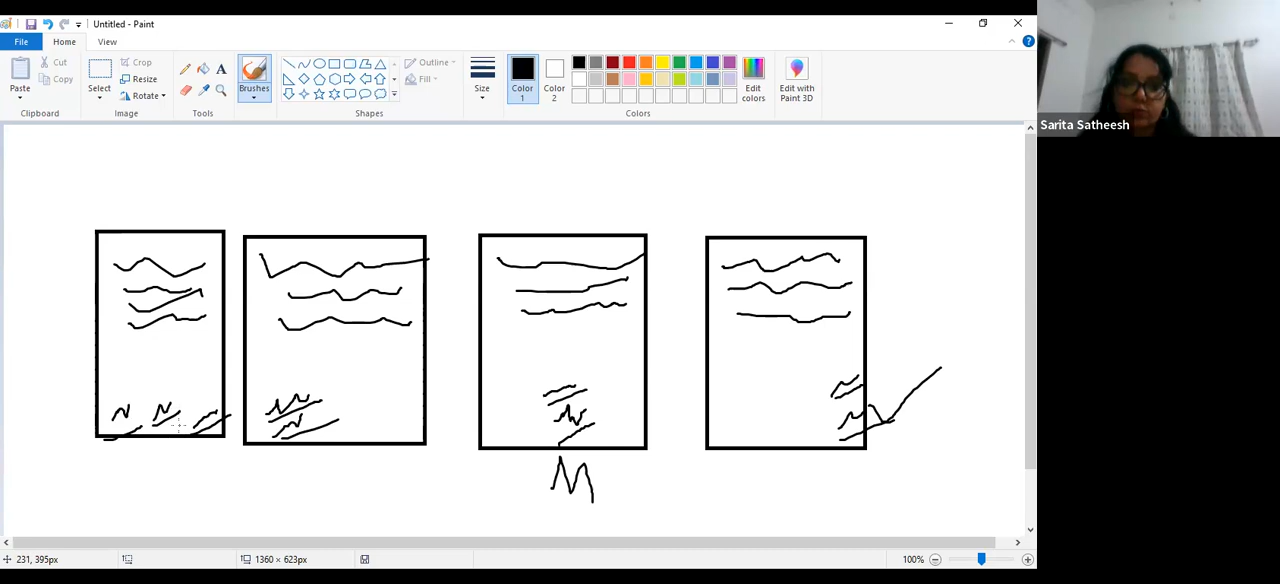 Untitled - Paint
File Home View
Cut
Copy
Paste
Clipboard
Crop
Resize
Rotate
Select
Image
A
Tools
Brushes
Outline
Fill
Shapes
Size
Color 1
Color 2
Edit colors
Colors
Edit with Paint 3D
Sarita Satheesh
M
231, 395px
1360 × 623px
100%